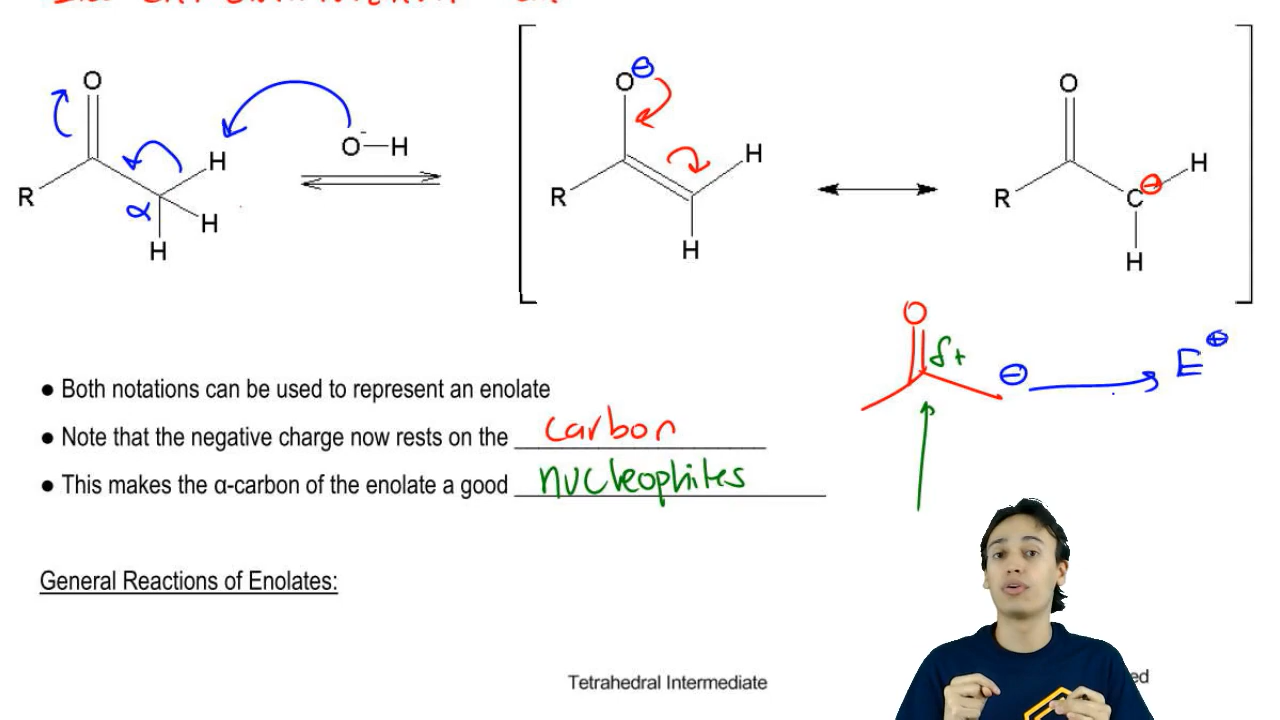 O
H
O⁻—H
R
α
H
H
O⊖
H
R
H
O
H
R
C⊖
H
O
δ+
⊖
E⊕
● Both notations can be used to represent an enolate
● Note that the negative charge now rests on the carbon
● This makes the α-carbon of the enolate a good nucleophiles
General Reactions of Enolates:
Tetrahedral Intermediate